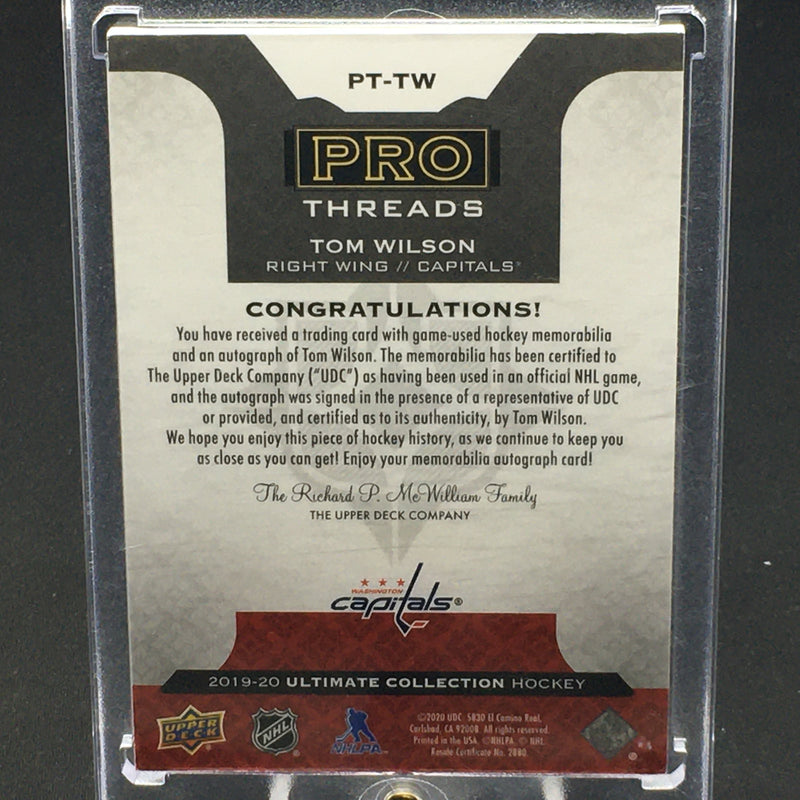 PT-TW
PRO
THREADS
TOM WILSON
RIGHT WING // CAPITALS®
CONGRATULATIONS!
You have received a trading card with game-used hockey memorabilia
and an autograph of Tom Wilson. The memorabilia has been certified to
The Upper Deck Company ("UDC") as having been used in an official NHL game,
and the autograph was signed in the presence of a representative of UDC
or provided, and certified as to its authenticity, by Tom Wilson.
We hope you enjoy this piece of hockey history, as we continue to keep you
as close as you can get! Enjoy your memorabilia autograph card!
The Richard P. McWilliam Family
THE UPPER DECK COMPANY
WASHINGTON
capitals®
2019-20 ULTIMATE COLLECTION HOCKEY
UPPER
DECK
NHL
NHLPA
©2020 UDC 5830 El Camino Real,
Carlsbad, CA 92008. All rights reserved.
Printed in the USA. ©NHLPA. © NHL.
Resale Certificate No. 2880.